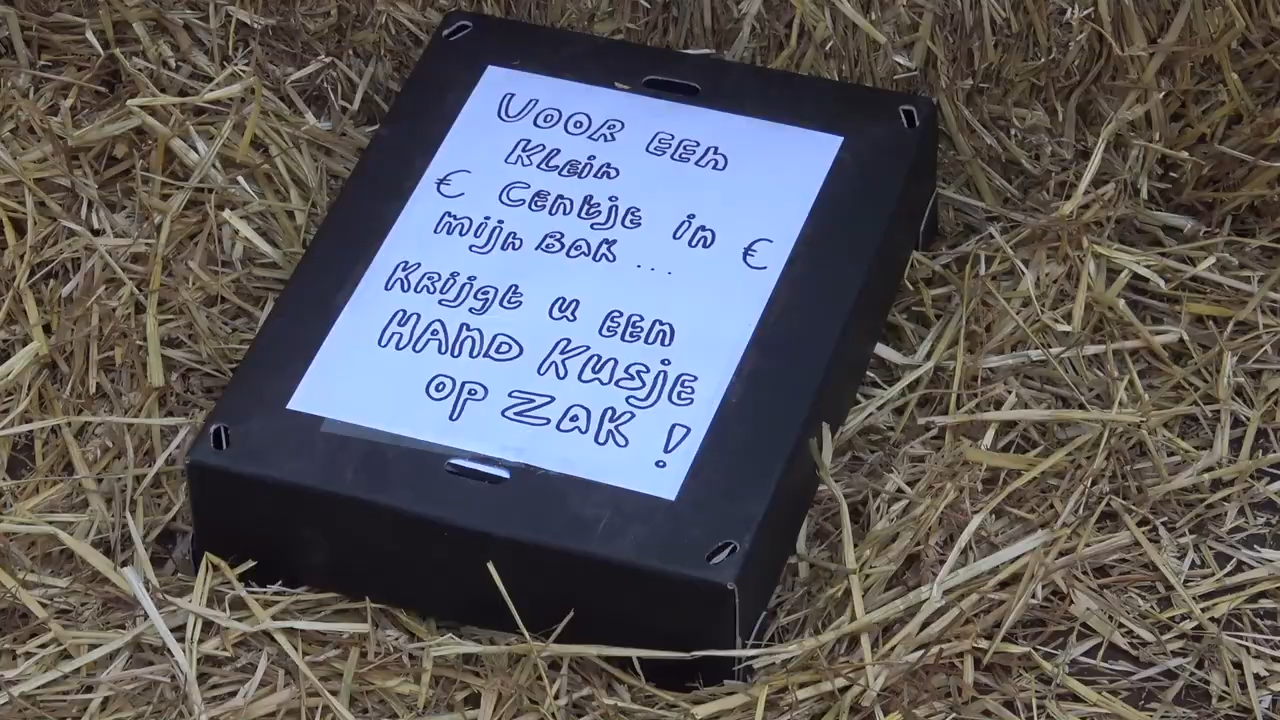 VOOR EEN
KLEIN
€ CENTJE IN €
MIJN BAK ...
KRIJGT U EEN
HAND KUSJE
OP ZAK !